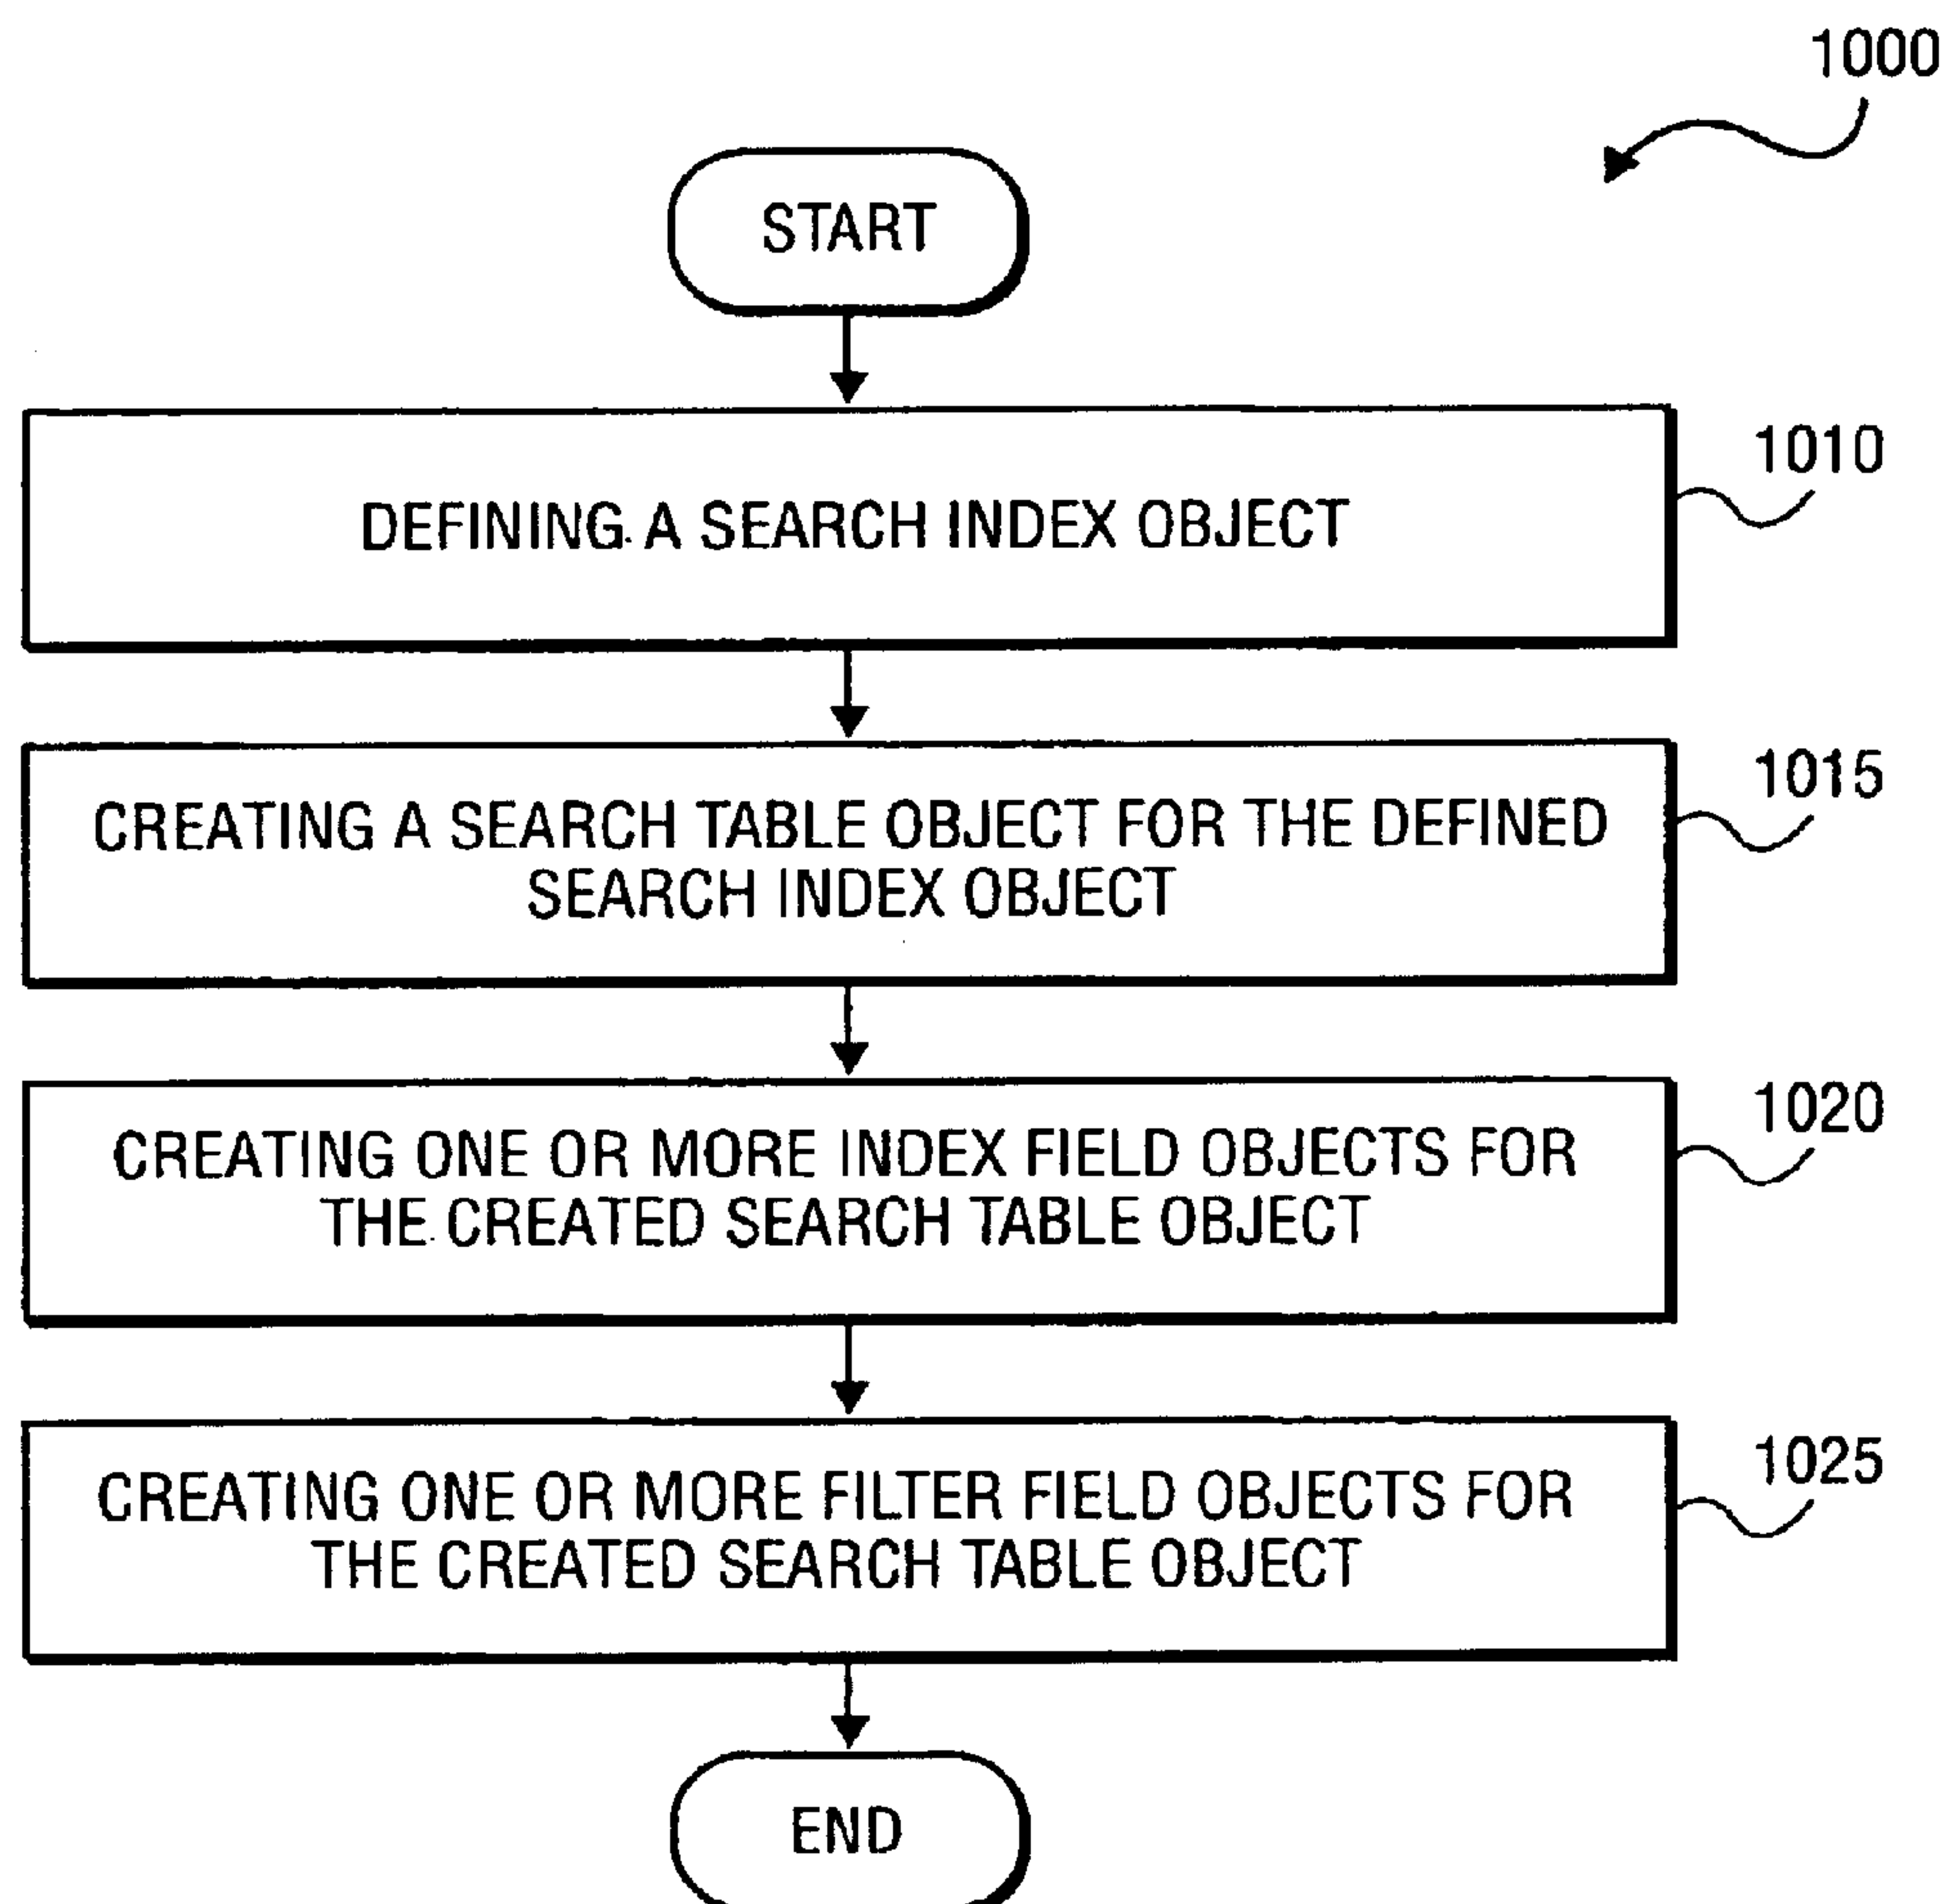 1000
START
DEFINING A SEARCH INDEX OBJECT
1010
CREATING A SEARCH TABLE OBJECT FOR THE DEFINED
SEARCH INDEX OBJECT
1015
CREATING ONE OR MORE INDEX FIELD OBJECTS FOR
THE CREATED SEARCH TABLE OBJECT
1020
CREATING ONE OR MORE FILTER FIELD OBJECTS FOR
THE CREATED SEARCH TABLE OBJECT
1025
END